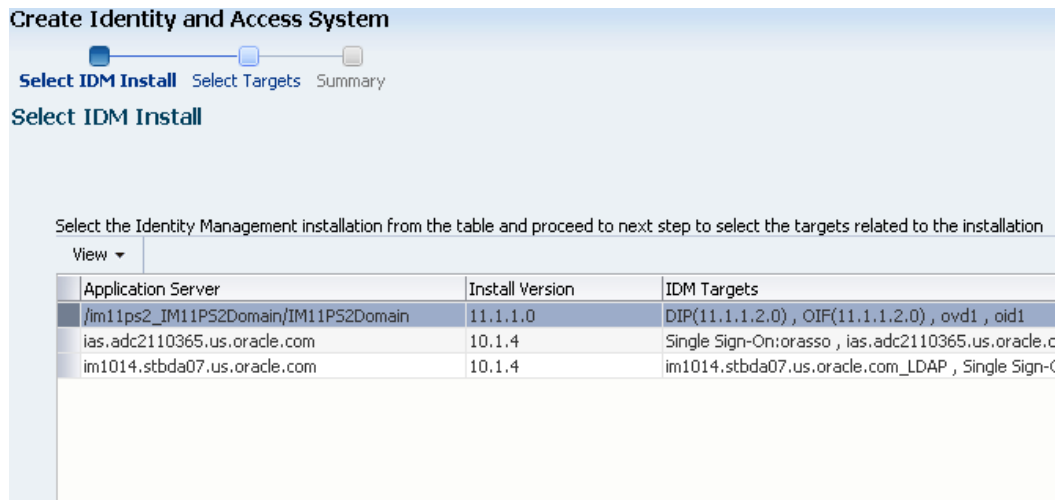 Create Identity and Access System
Select IDM Install Select Targets Summary
Select IDM Install
Select the Identity Management installation from the table and proceed to next step to select the targets related to the installation
View
Application Server Install Version IDM Targets
/im11ps2_IM11PS2Domain/IM11PS2Domain 11.1.1.0 DIP(11.1.1.2.0) , OIF(11.1.1.2.0) , ovd1 , oid1
ias.adc2110365.us.oracle.com 10.1.4 Single Sign-On:orasso , ias.adc2110365.us.oracle.c
im1014.stbda07.us.oracle.com 10.1.4 im1014.stbda07.us.oracle.com_LDAP , Single Sign-